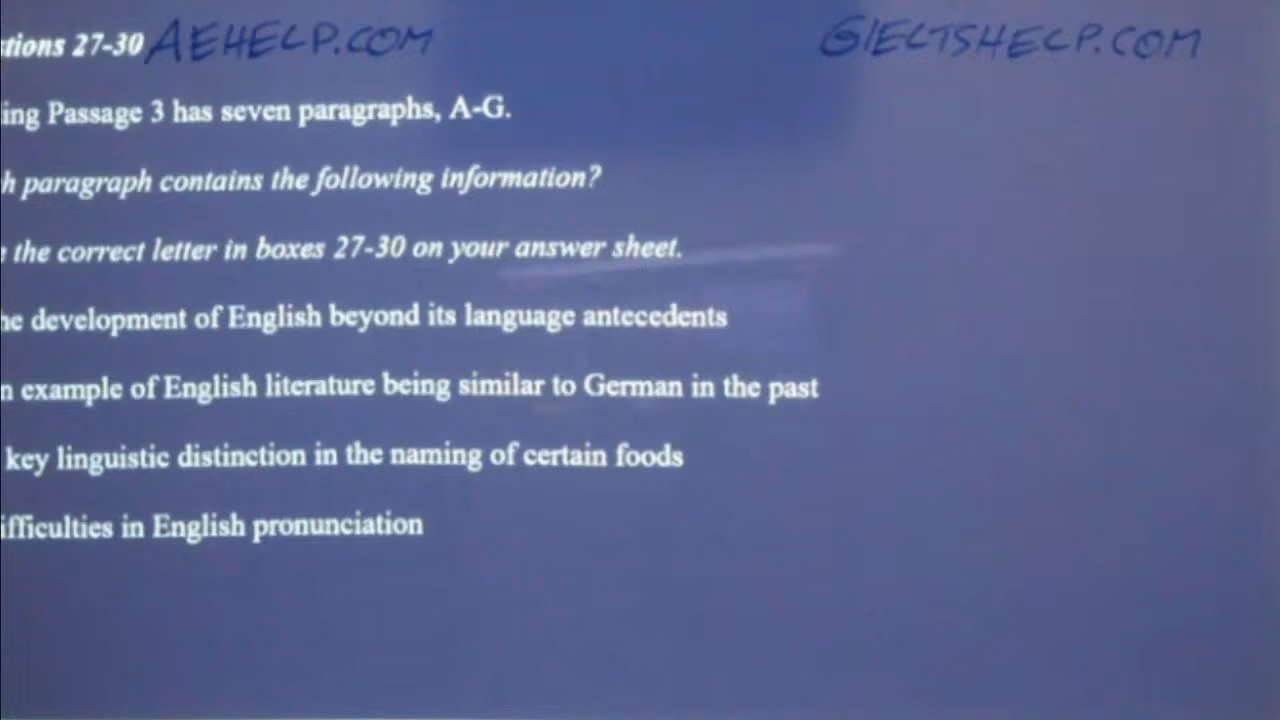 tions 27-30 AEHELP.COM GIELTSHELP.COM
ing Passage 3 has seven paragraphs, A-G.
h paragraph contains the following information?
the correct letter in boxes 27-30 on your answer sheet.
he development of English beyond its language antecedents
n example of English literature being similar to German in the past
key linguistic distinction in the naming of certain foods
ifficulties in English pronunciation